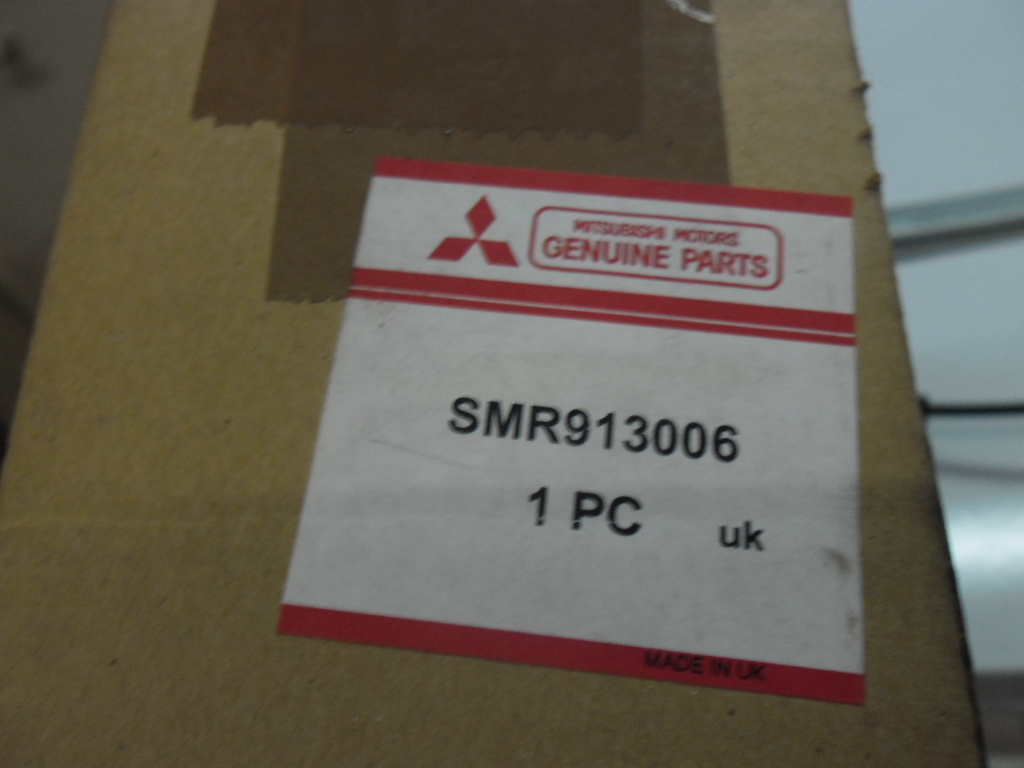 MITSUBISHI MOTORS
GENUINE PARTS
SMR913006
1 PC uk
MADE IN UK